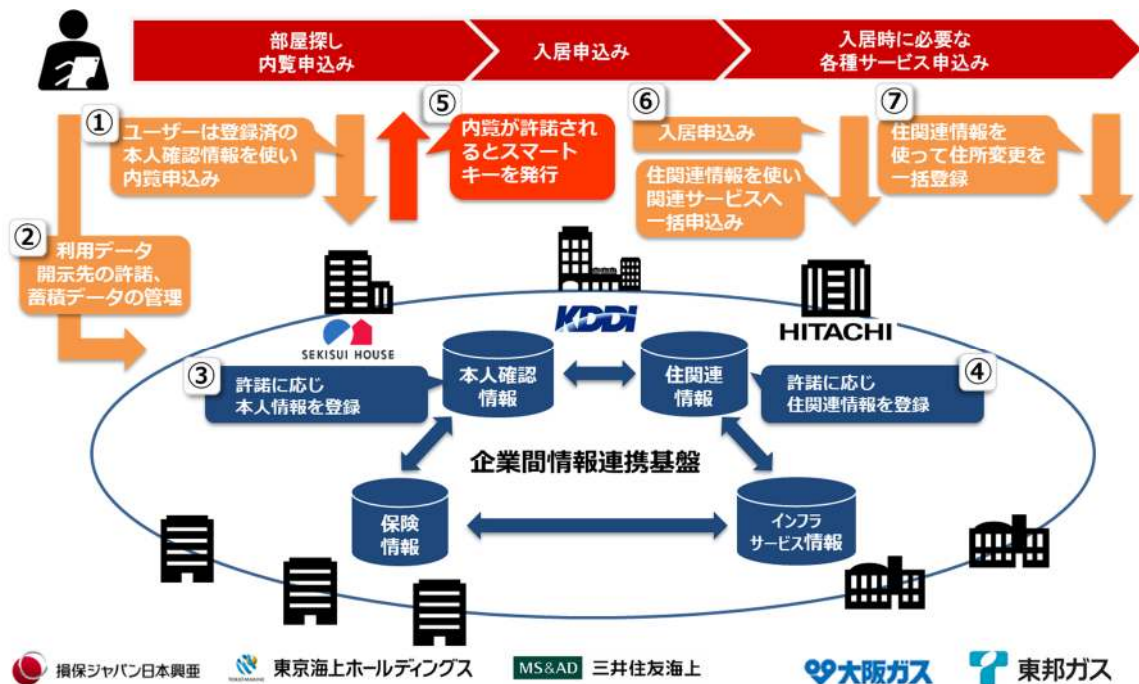 部屋探し
内覧申込み
入居申込み
入居時に必要な
各種サービス申込み
①
ユーザーは登録済の
本人確認情報を使い
内覧申込み
⑤
内覧が許諾され
るとスマート
キーを発行
⑥
入居申込み
住関連情報を使い
関連サービスへ
一括申込み
⑦
住関連情報を
使って住所変更を
一括登録
②
利用データ
開示先の許諾、
蓄積データの管理
SEKISUI HOUSE
KDDI
HITACHI
③
許諾に応じ
本人情報を登録
本人確認
情報
住関連
情報
④
許諾に応じ
住関連情報を登録
企業間情報連携基盤
保険
情報
インフラ
サービス情報
損保ジャパン日本興亜
TOKIO MARINE
東京海上ホールディングス
MS&AD 三井住友海上
大阪ガス
東邦ガス